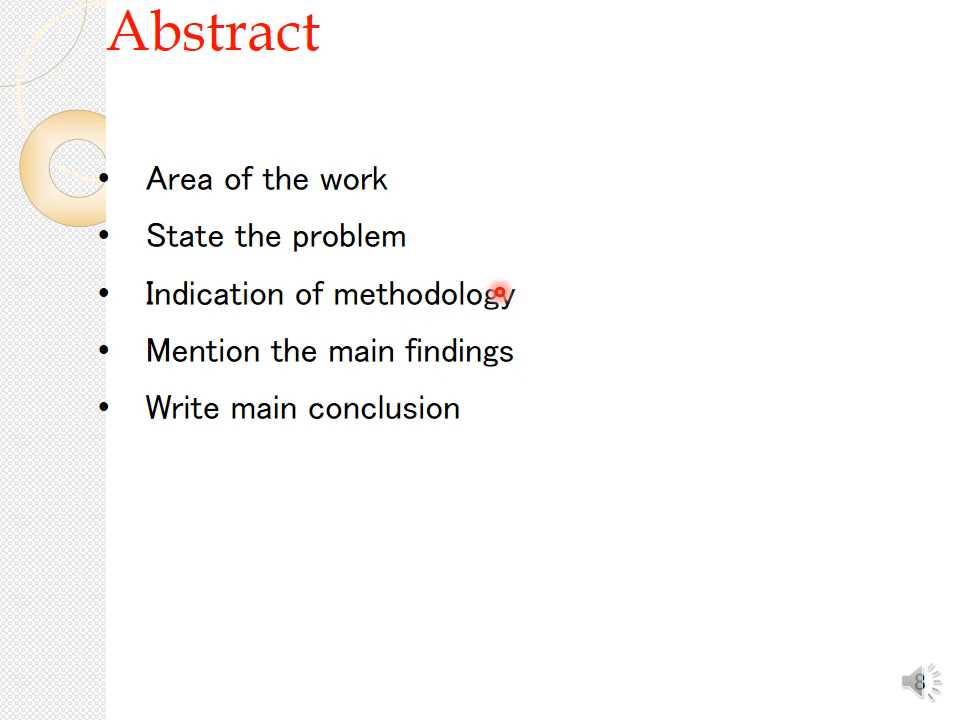 Abstract
• Area of the work
• State the problem
• Indication of methodology
• Mention the main findings
• Write main conclusion
8